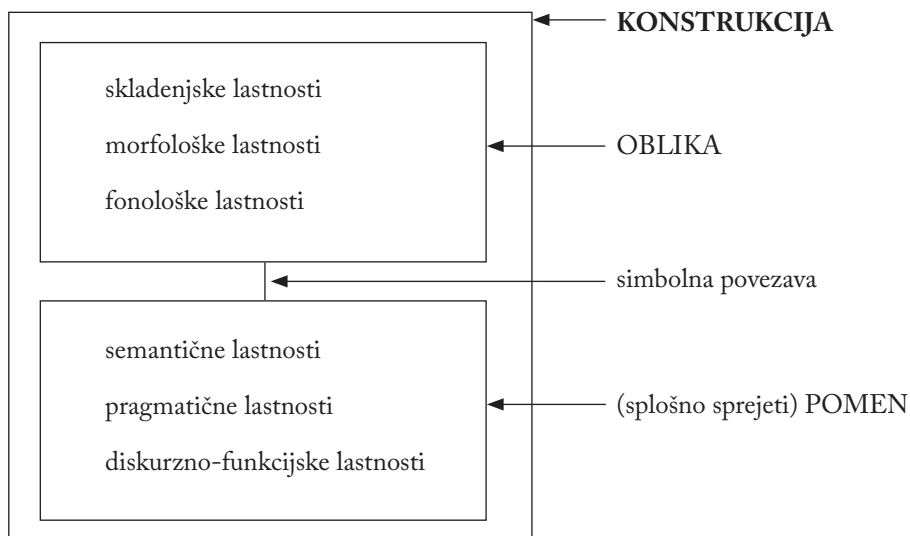 KONSTRUKCIJA
skladenjske lastnosti
morfološke lastnosti
OBLIKA
fonološke lastnosti
simbolna povezava
semantične lastnosti
pragmatične lastnosti
(splošno sprejeti) POMEN
diskurzno-funkcijske lastnosti